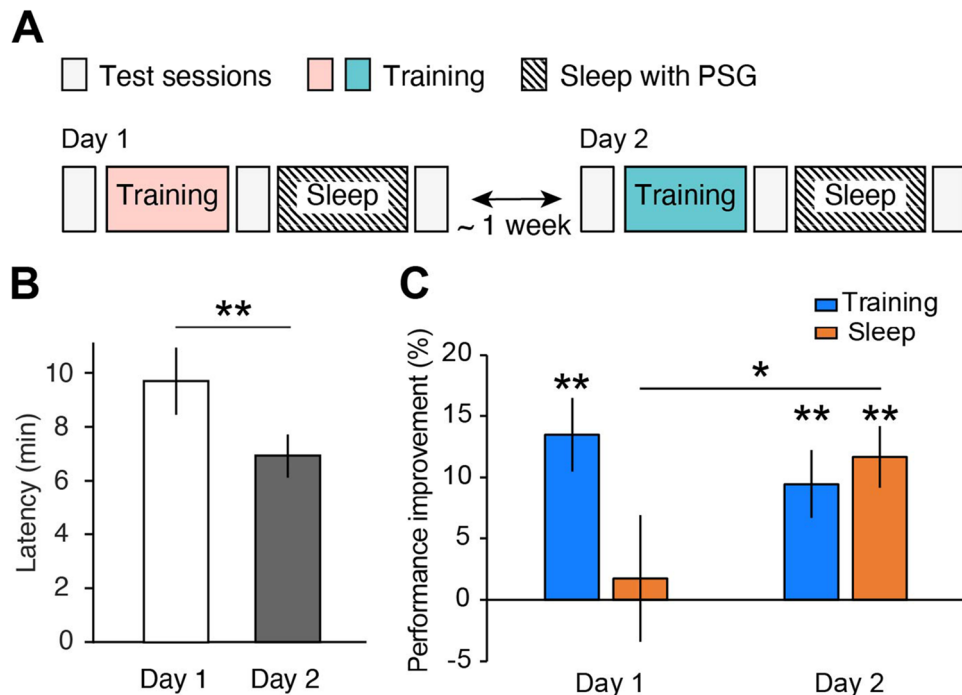 A
Test sessions Training Sleep with PSG
Day 1 Day 2
Training Sleep Training Sleep
~ 1 week
B
**
Latency (min)
10
8
6
4
2
0
Day 1 Day 2
C
Training
Sleep
Performance improvement (%)
20
15
10
5
0
-5
**
*
** **
Day 1 Day 2